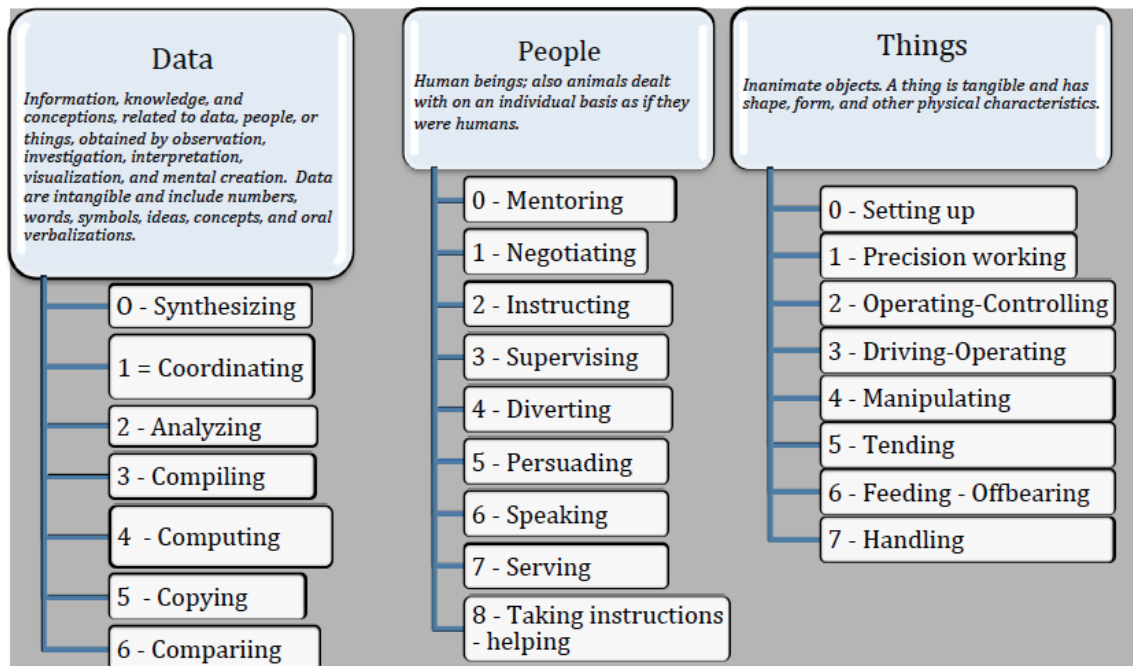 Data
Information, knowledge, and
conceptions, related to data, people, or
things, obtained by observation,
investigation, interpretation,
visualization, and mental creation.  Data
are intangible and include numbers,
words, symbols, ideas, concepts, and oral
verbalizations.
O - Synthesizing
1 = Coordinating
2 - Analyzing
3 - Compiling
4 - Computing
5 - Copying
6 - Compariing
People
Human beings; also animals dealt
with on an individual basis as if they
were humans.
0 - Mentoring
1 - Negotiating
2 - Instructing
3 - Supervising
4 - Diverting
5 - Persuading
6 - Speaking
7 - Serving
8 - Taking instructions
- helping
Things
Inanimate objects. A thing is tangible and has
shape, form, and other physical characteristics.
0 - Setting up
1 - Precision working
2 - Operating-Controlling
3 - Driving-Operating
4 - Manipulating
5 - Tending
6 - Feeding - Offbearing
7 - Handling